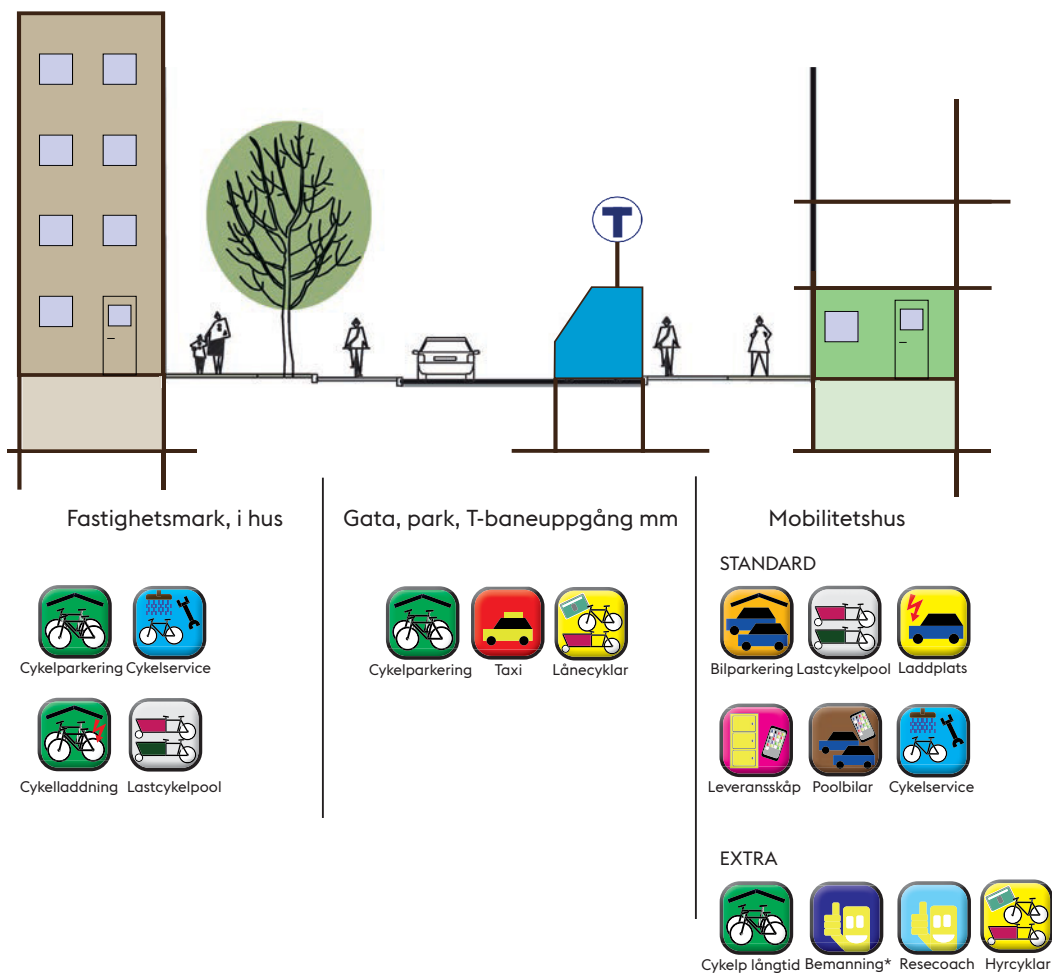 T
Fastighetsmark, i hus
Cykelparkering Cykelservice
Cykelladdning Lastcykelpool
Gata, park, T-baneuppgång mm
Cykelparkering Taxi Lånecyklar
Mobilitetshus
STANDARD
Bilparkering Lastcykelpool Laddplats
Leveransskåp Poolbilar Cykelservice
EXTRA
Cykelp långtid Bemanning* Resecoach Hyrcyklar